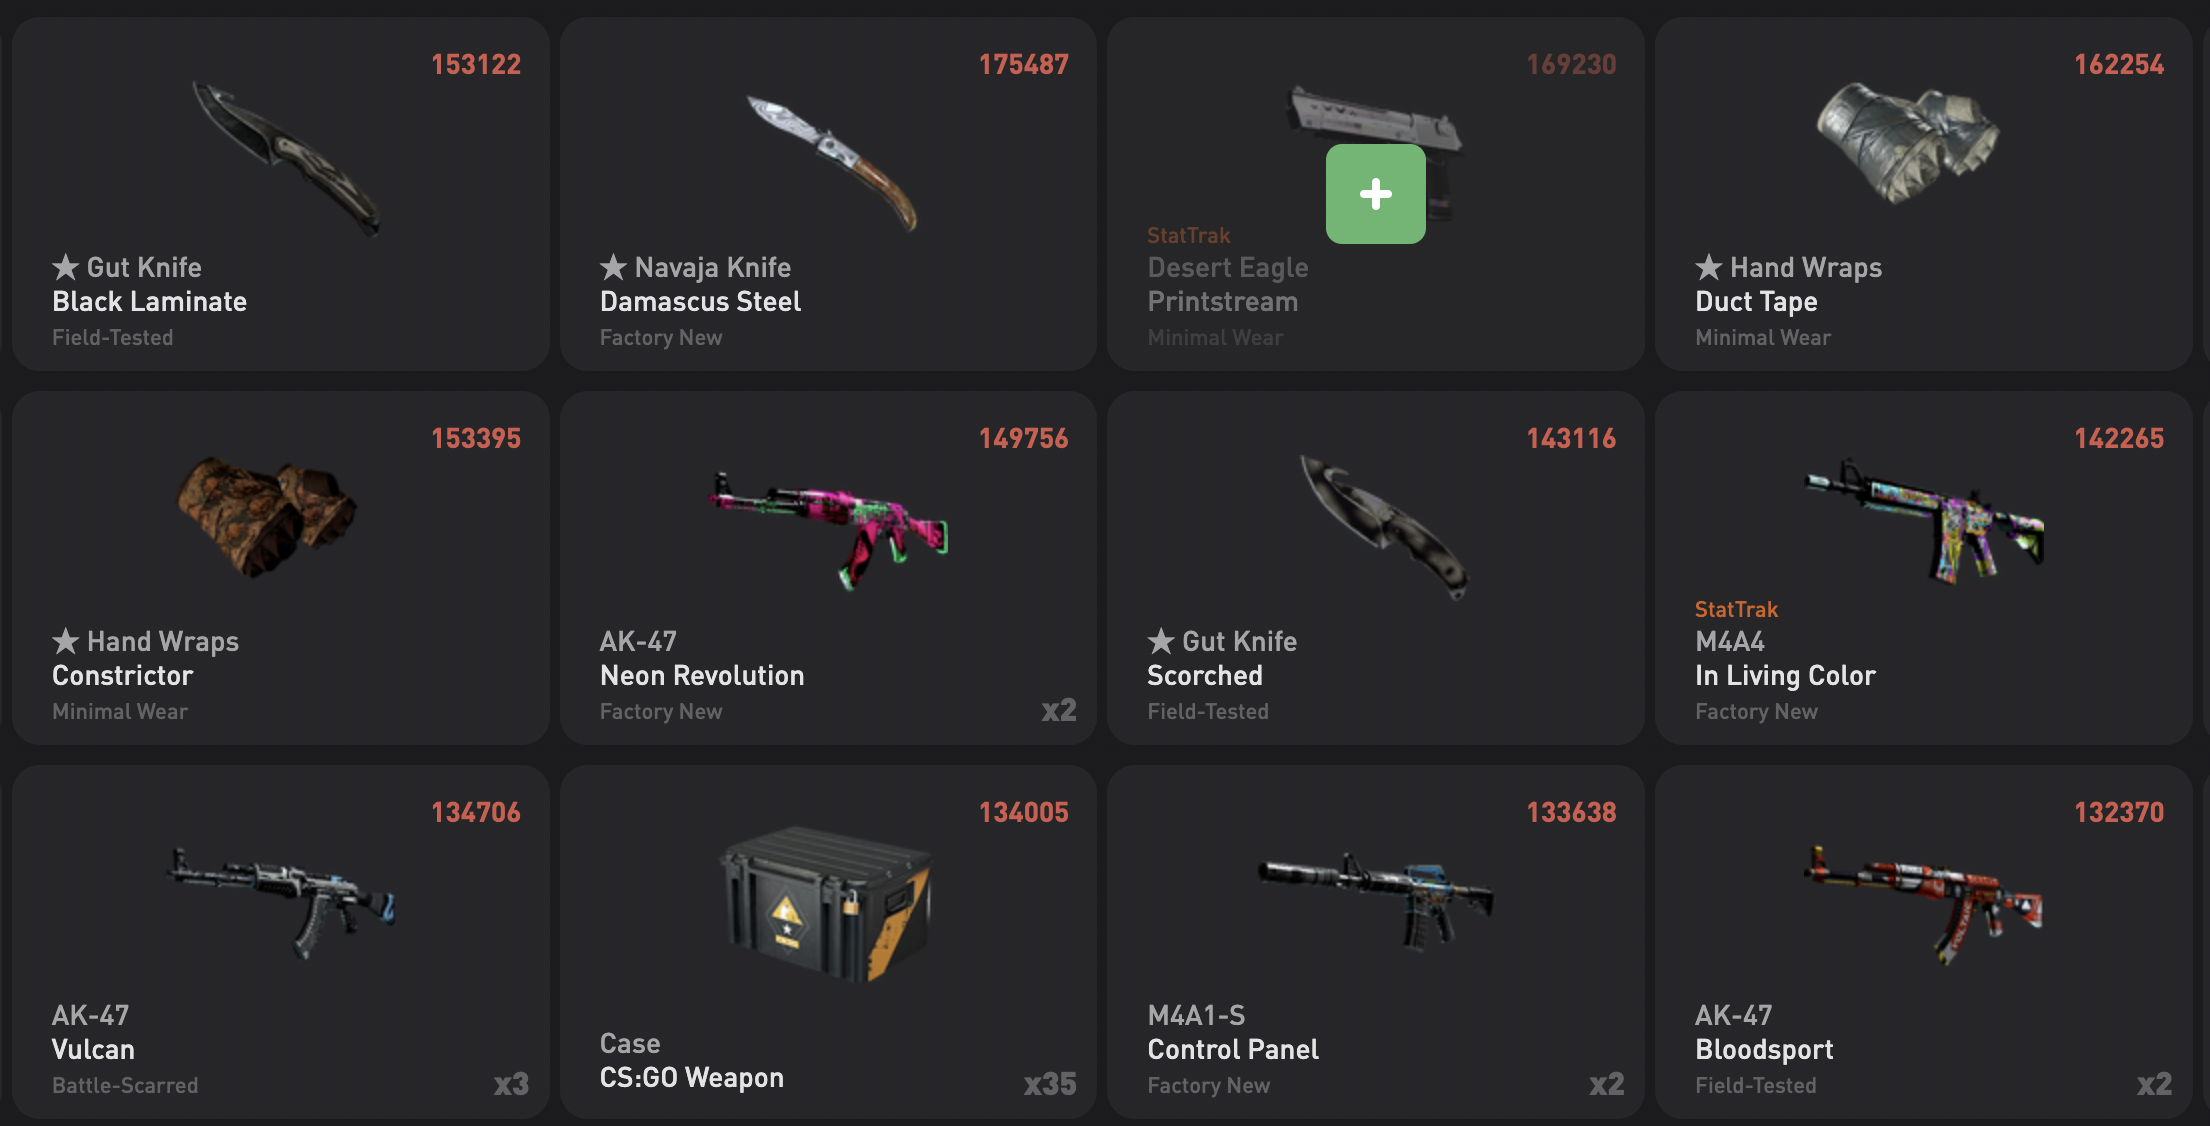 153122
★ Gut Knife
Black Laminate
Field-Tested
175487
★ Navaja Knife
Damascus Steel
Factory New
169230
StatTrak
Desert Eagle
Printstream
Minimal Wear
162254
★ Hand Wraps
Duct Tape
Minimal Wear
153395
★ Hand Wraps
Constrictor
Minimal Wear
149756
AK-47
Neon Revolution
Factory New
x2
143116
★ Gut Knife
Scorched
Field-Tested
142265
StatTrak
M4A4
In Living Color
Factory New
134706
AK-47
Vulcan
Battle-Scarred
x3
134005
Case
CS:GO Weapon
x35
133638
M4A1-S
Control Panel
Factory New
x2
132370
AK-47
Bloodsport
Field-Tested
x2